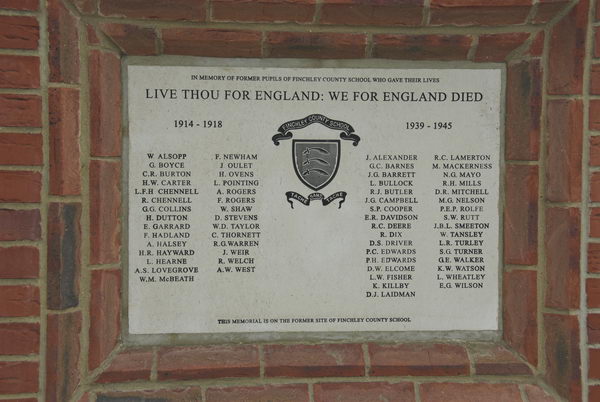 IN MEMORY OF FORMER PUPILS OF FINCHLEY COUNTY SCHOOL WHO GAVE THEIR LIVES
LIVE THOU FOR ENGLAND: WE FOR ENGLAND DIED
1914 - 1918
W. ALSOPP
G. BOYCE
C.R. BURTON
H.W. CARTER
L.F.H CHENNELL
R. CHENNELL
G.G. COLLINS
H. DUTTON
E. GARRARD
F. HADLAND
A. HALSEY
H.R. HAYWARD
L. HEARNE
A.S. LOVEGROVE
W.M. McBEATH
F. NEWHAM
J. OULET
H. OVENS
L. POINTING
A. ROGERS
F. ROGERS
W. SHAW
D. STEVENS
W.D. TAYLOR
C. THORNETT
R.G.WARREN
J. WEIR
R. WELCH
A.W. WEST
FINCHLEY COUNTY SCHOOL
1939 - 1945
J. ALEXANDER
G.C. BARNES
J.G. BARRETT
L. BULLOCK
R.J. BUTLER
J.G. CAMPBELL
S.P. COOPER
E.R. DAVIDSON
R.C. DEERE
R. DIX
D.S. DRIVER
P.C. EDWARDS
P.H. EDWARDS
D.W. ELCOME
L.W. FISHER
K. KILLBY
D.J. LAIDMAN
R.C. LAMERTON
M. MACKERNESS
N.G. MAYO
R.H. MILLS
D.R. MITCHELL
M.G. NELSON
P.E.P. ROLFE
S.W. RUTT
J.B.L. SMEETON
W. TANSLEY
L.R. TURLEY
S.G. TURNER
G.E. WALKER
K.W. WATSON
L. WHEATLEY
E.G. WILSON
THIS MEMORIAL IS ON THE FORMER SITE OF FINCHLEY COUNTY SCHOOL